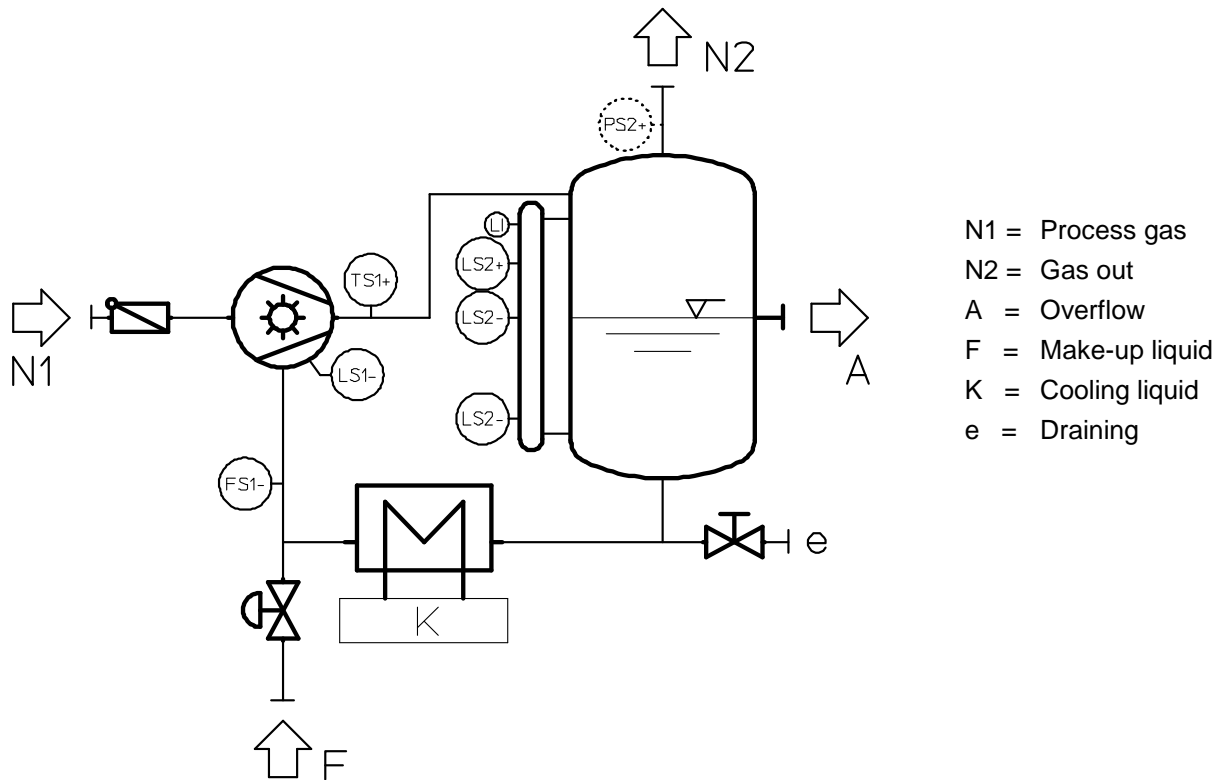 N2
PS2+
LI
LS2+
TS1+
LS2-
N1
LS1-
A
LS2-
FS1-
e
K
F
N1 = Process gas
N2 = Gas out
A = Overflow
F = Make-up liquid
K = Cooling liquid
e = Draining